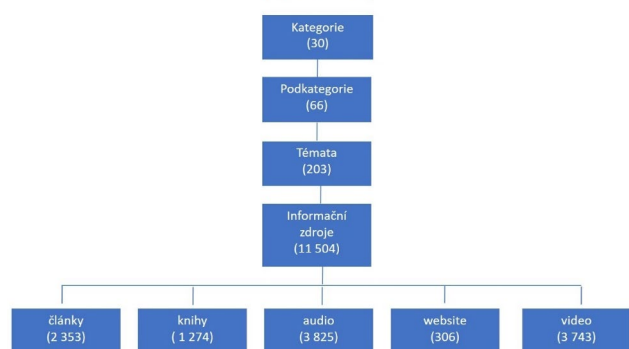 Kategorie
(30)
Podkategorie
(66)
Témata
(203)
Informační
zdroje
(11 504)
články
(2 353)
knihy
( 1 274)
audio
(3 825)
website
(306)
video
(3 743)